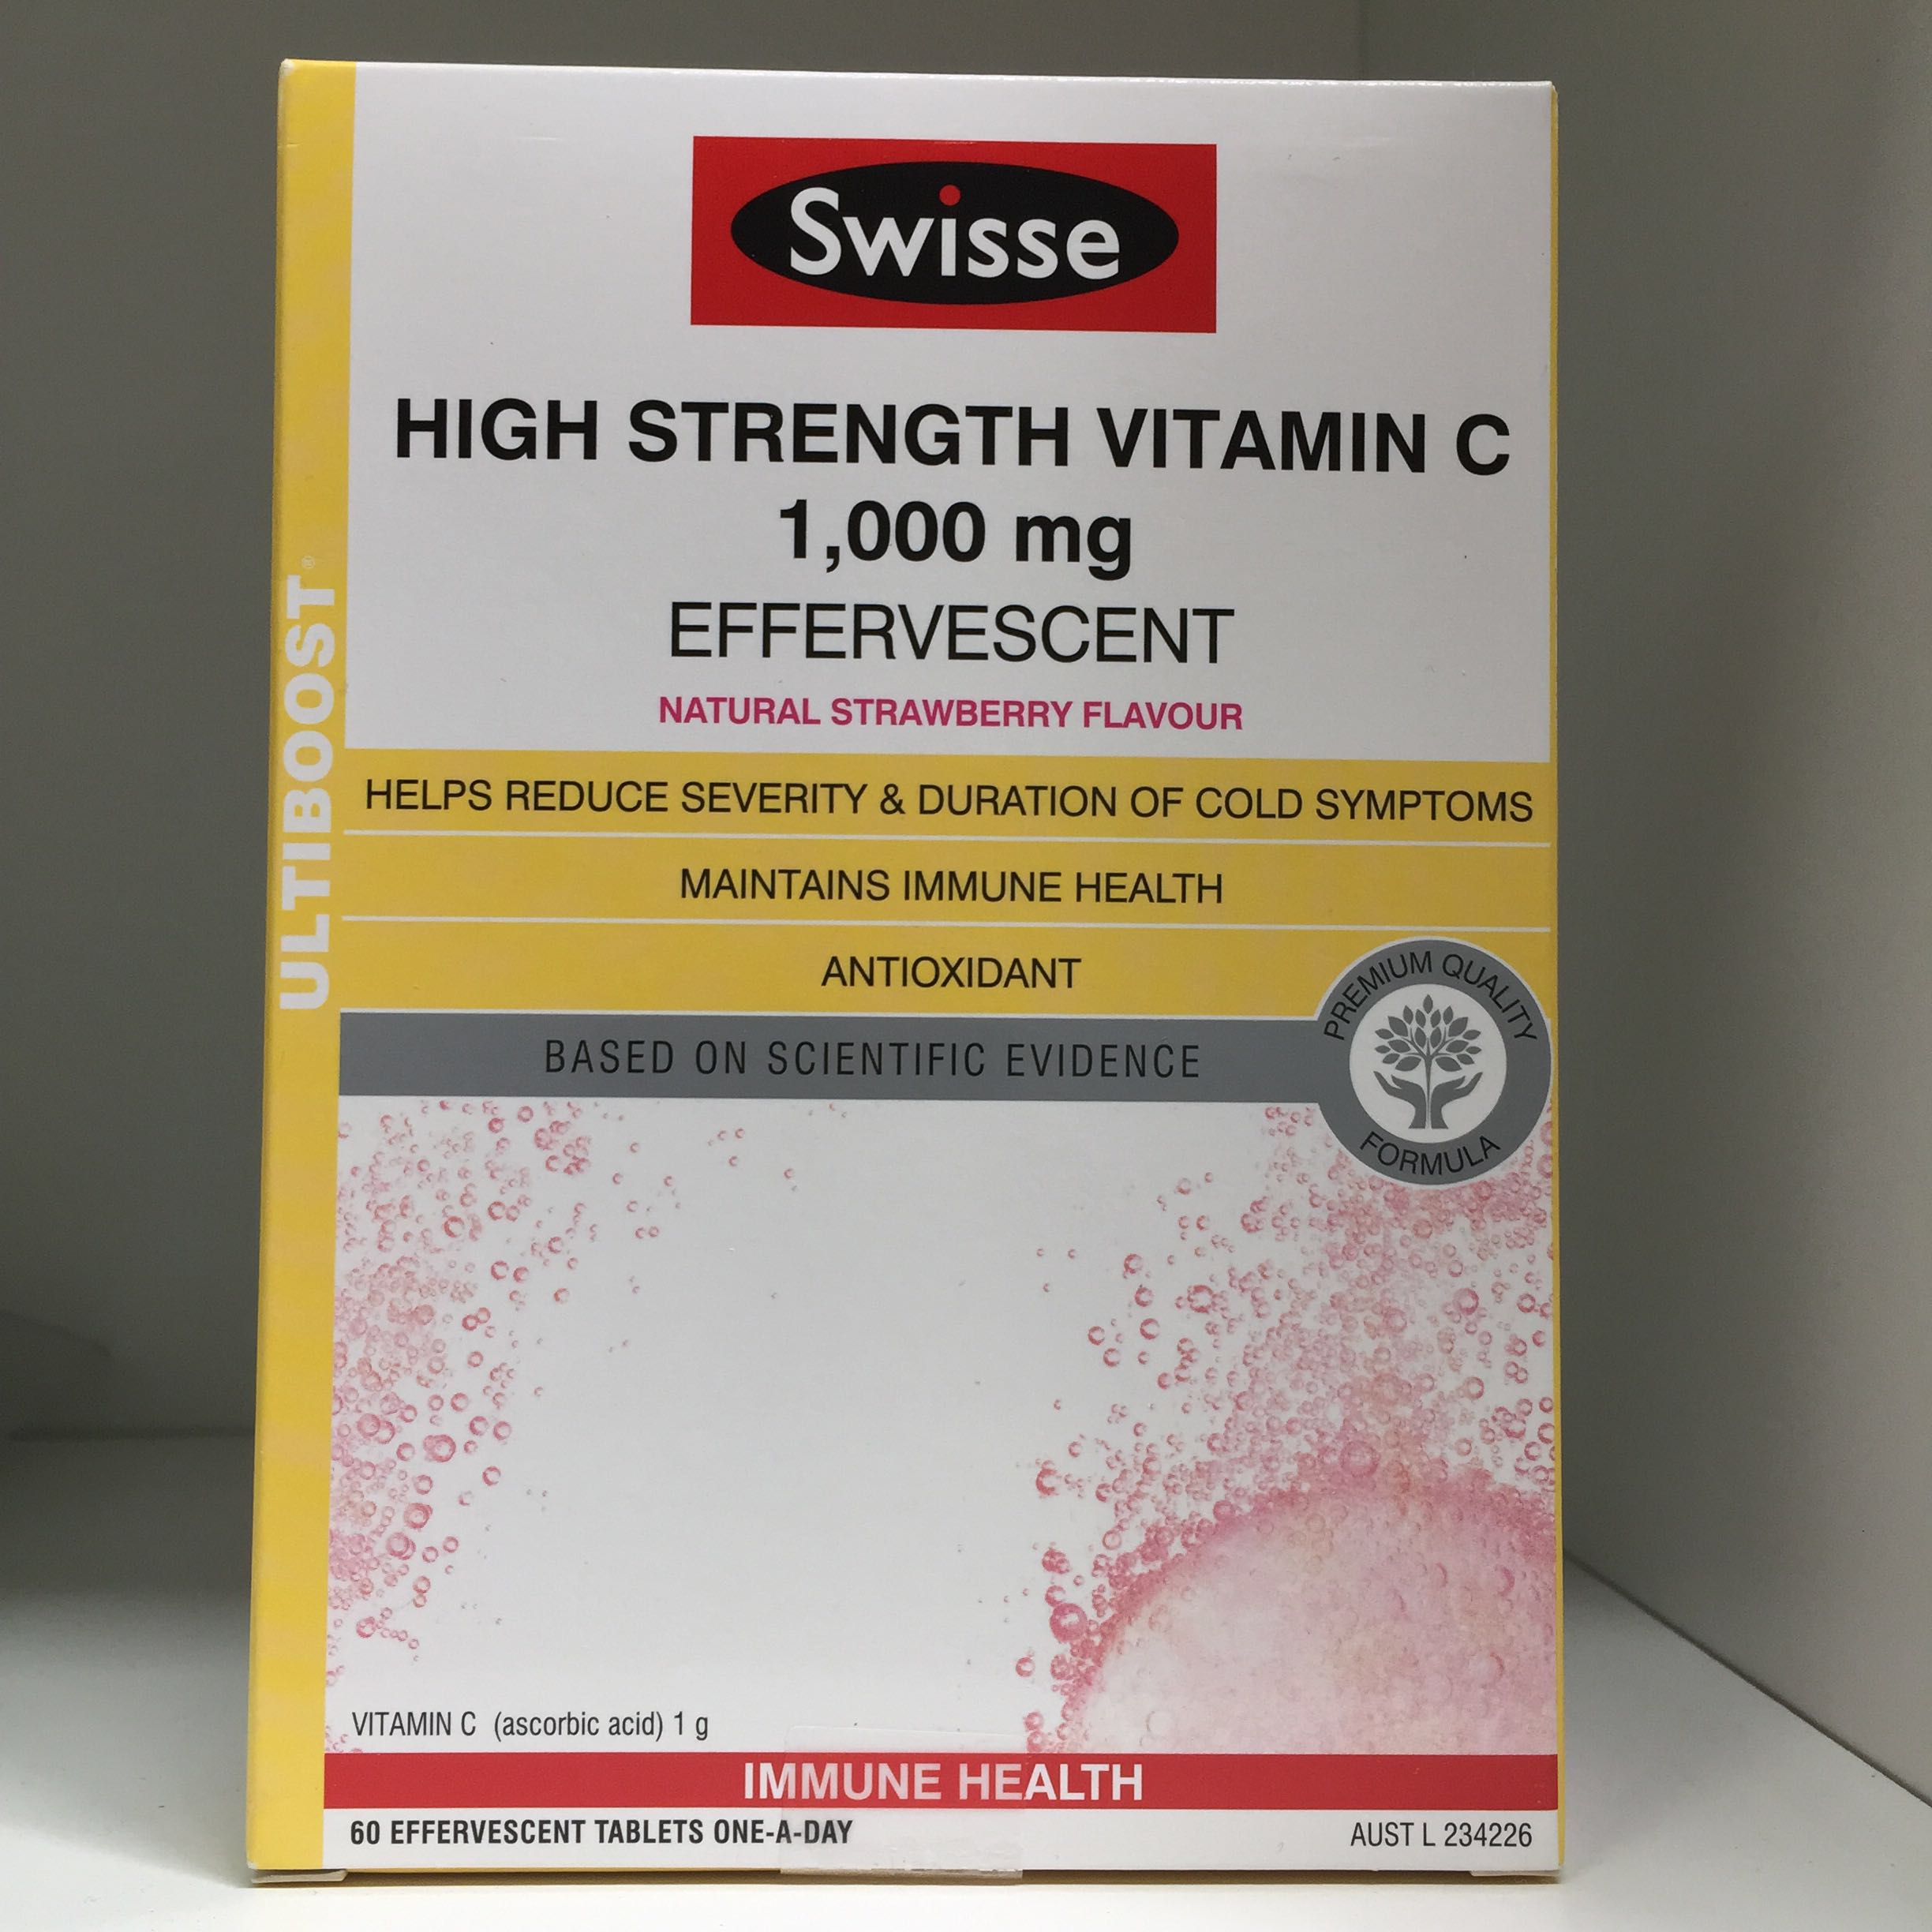 Swisse
HIGH STRENGTH VITAMIN C
1,000 mg
EFFERVESCENT
NATURAL STRAWBERRY FLAVOUR
ULTIBOOST®
HELPS REDUCE SEVERITY & DURATION OF COLD SYMPTOMS
MAINTAINS IMMUNE HEALTH
ANTIOXIDANT
BASED ON SCIENTIFIC EVIDENCE
PREMIUM QUALITY
FORMULA
VITAMIN C (ascorbic acid) 1 g
IMMUNE HEALTH
60 EFFERVESCENT TABLETS ONE-A-DAY
AUST L 234226